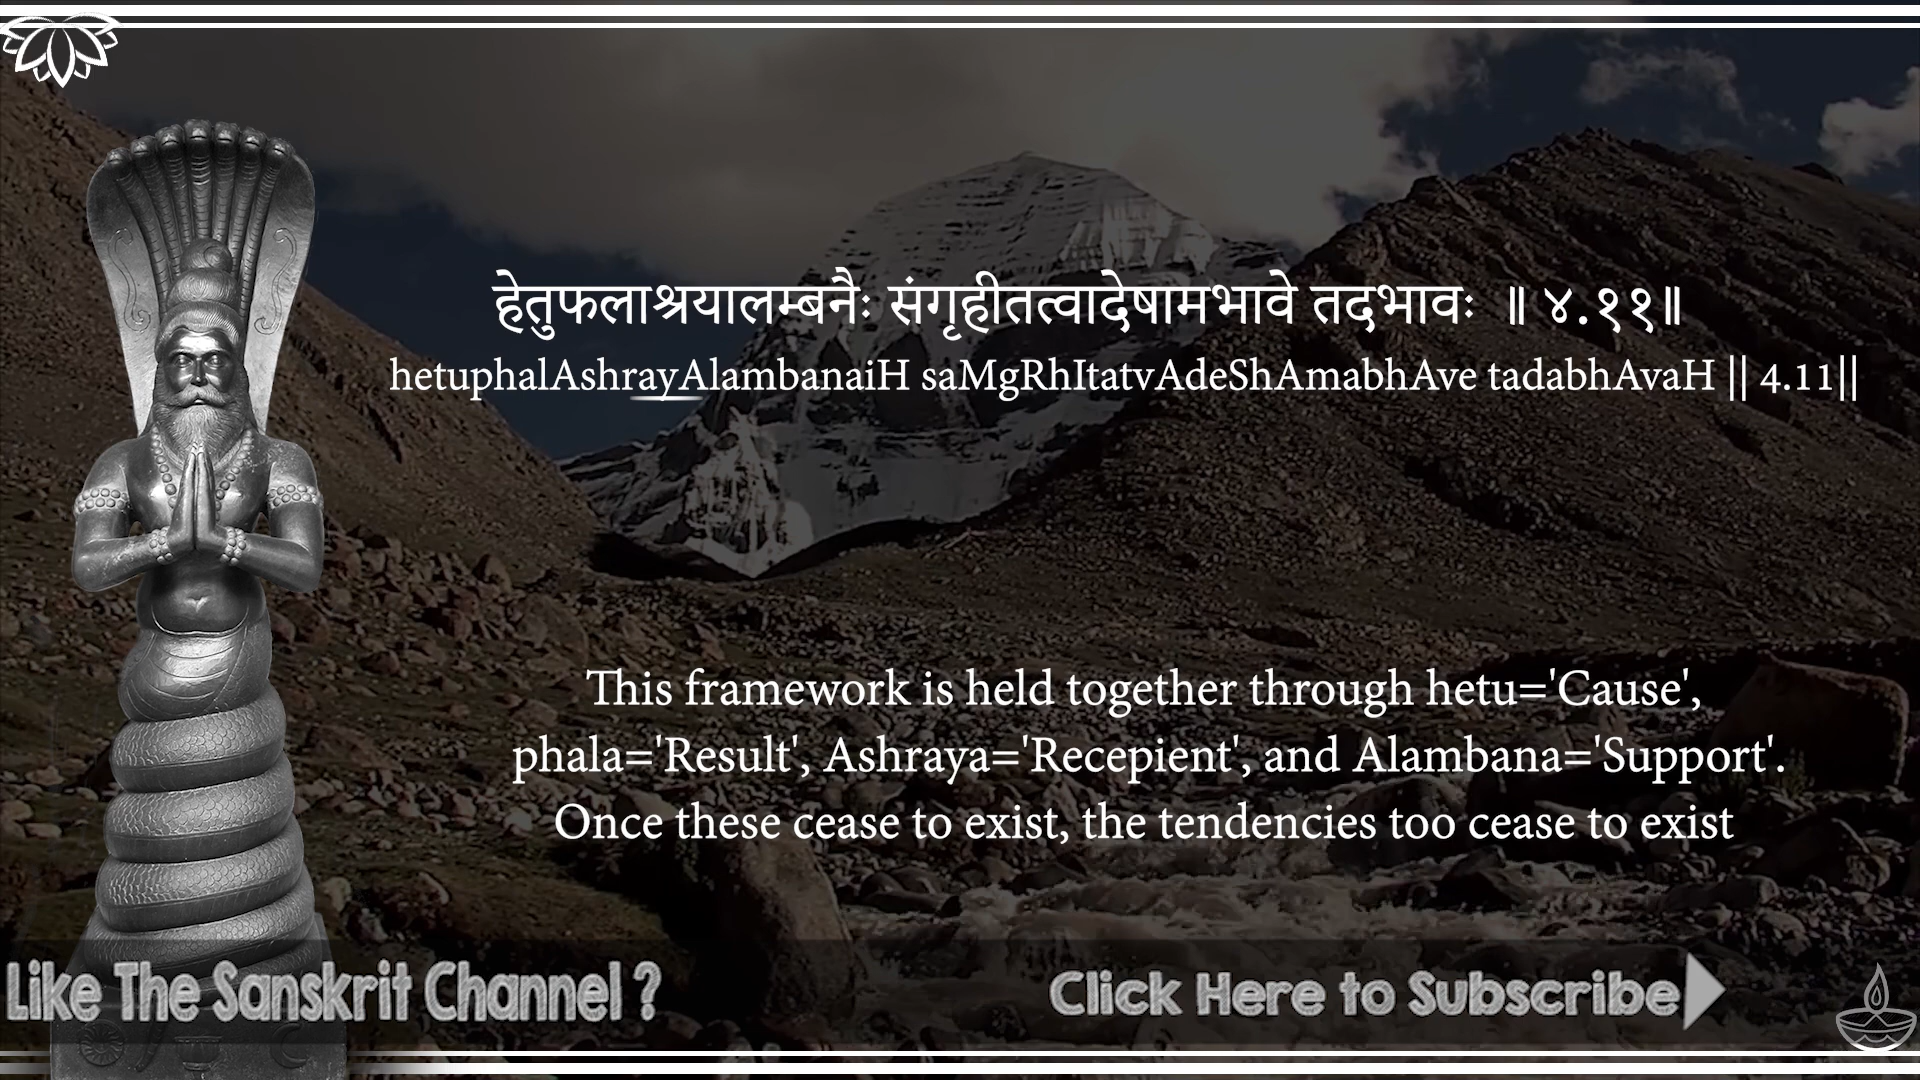 हेतुफलाश्रयालम्बनैः संगृहीतत्वादेषामभावे तदभावः ॥ ४.११॥
hetuphalAshrayAlambanaiH saMgRhItatvAdeShAmabhAve tadabhAvaH || 4.11||
This framework is held together through hetu='Cause',
phala='Result', Ashraya='Recepient', and Alambana='Support'.
Once these cease to exist, the tendencies too cease to exist
Like The Sanskrit Channel ?
Click Here to Subscribe